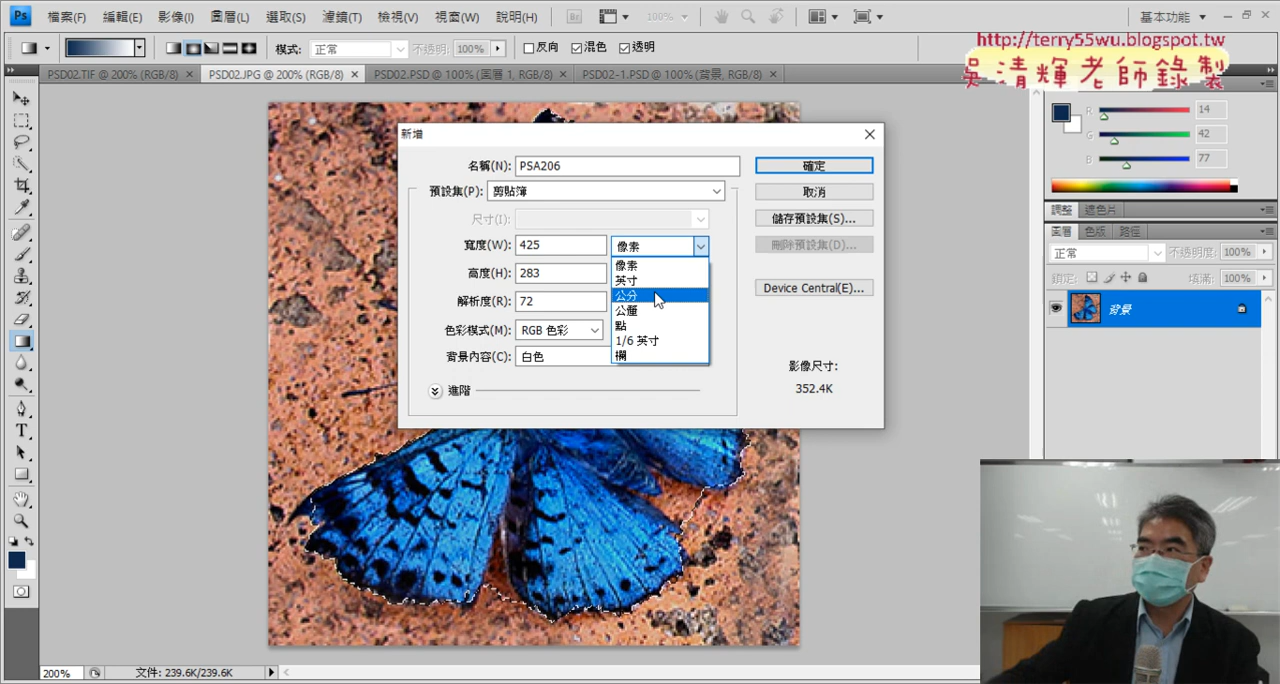 Ps 檔案(F) 編輯(E) 影像(I) 圖層(L) 選取(S) 濾鏡(T) 檢視(V) 視窗(W) 說明(H) Br 100% 基本功能
模式: 正常 不透明: 100% 反向 混色 透明
http://terry55wu.blogspot.tw
吳清輝老師錄製
PSD02.TIF @ 200% (RGB/8) × PSD02.JPG @ 200% (RGB/8) × PSD02.PSD @ 100% (圖層 1, RGB/8) × PSD02-1.PSD @ 100% (背景, RGB/8) ×
R 14
G 42
B 77
新增
名稱(N): PSA206 確定
預設集(P): 剪貼簿 取消
尺寸(I): 儲存預設集(S)...
寬度(W): 425 像素 刪除預設集(D)...
像素
高度(H): 283 英寸
公分 Device Central(E)...
解析度(R): 72 公釐
點
色彩模式(M): RGB 色彩 1/6 英寸
背景內容(C): 白色 欄
影像尺寸:
352.4K
進階
調整 遮色片
圖層 色版 路徑
正常 不透明度: 100%
鎖定: 填滿: 100%
背景
T
200% 文件: 239.6K/239.6K